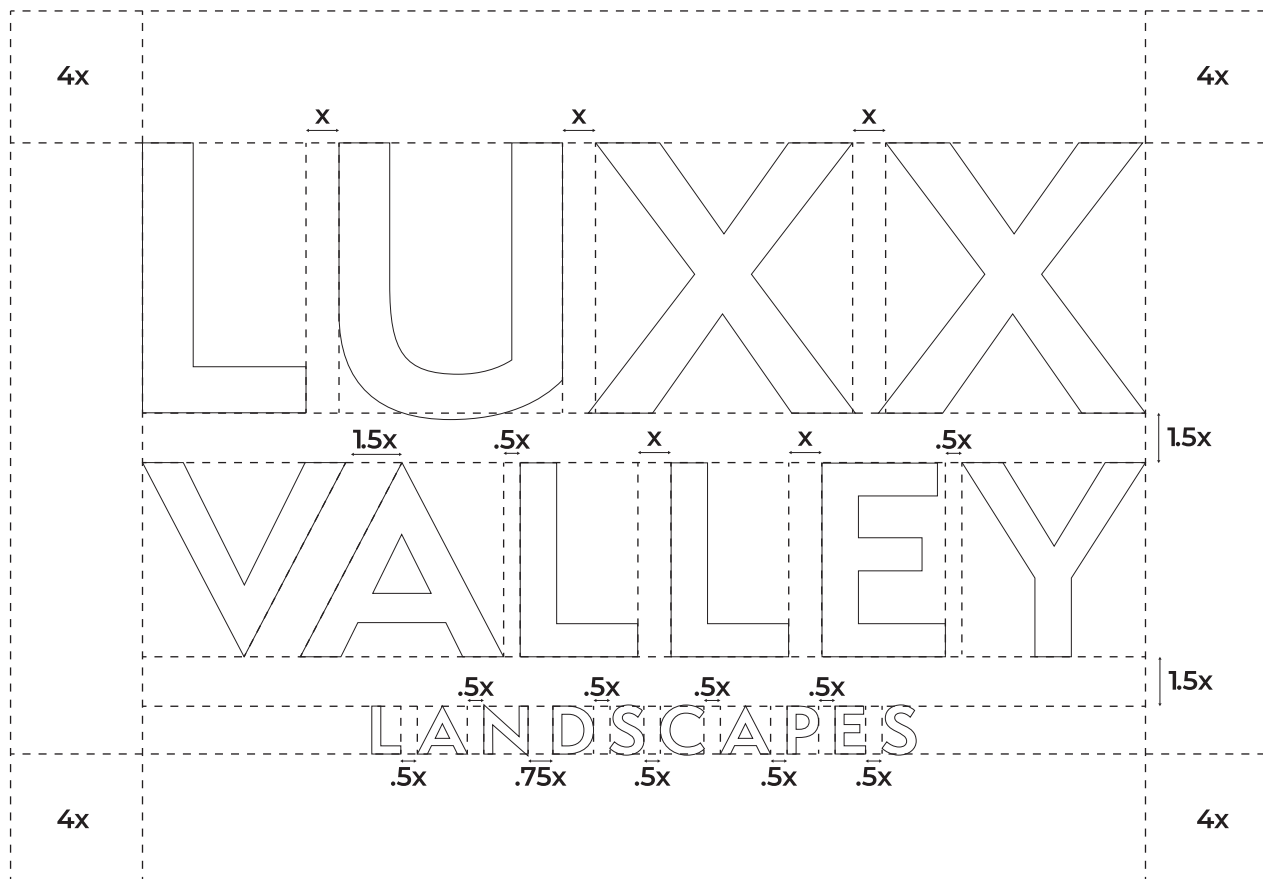 4x 4x
x x x
LUXX
1.5x .5x x x .5x 1.5x
VALLEY
1.5x
.5x .5x .5x .5x
LANDSCAPES
.5x .75x .5x .5x .5x
4x 4x